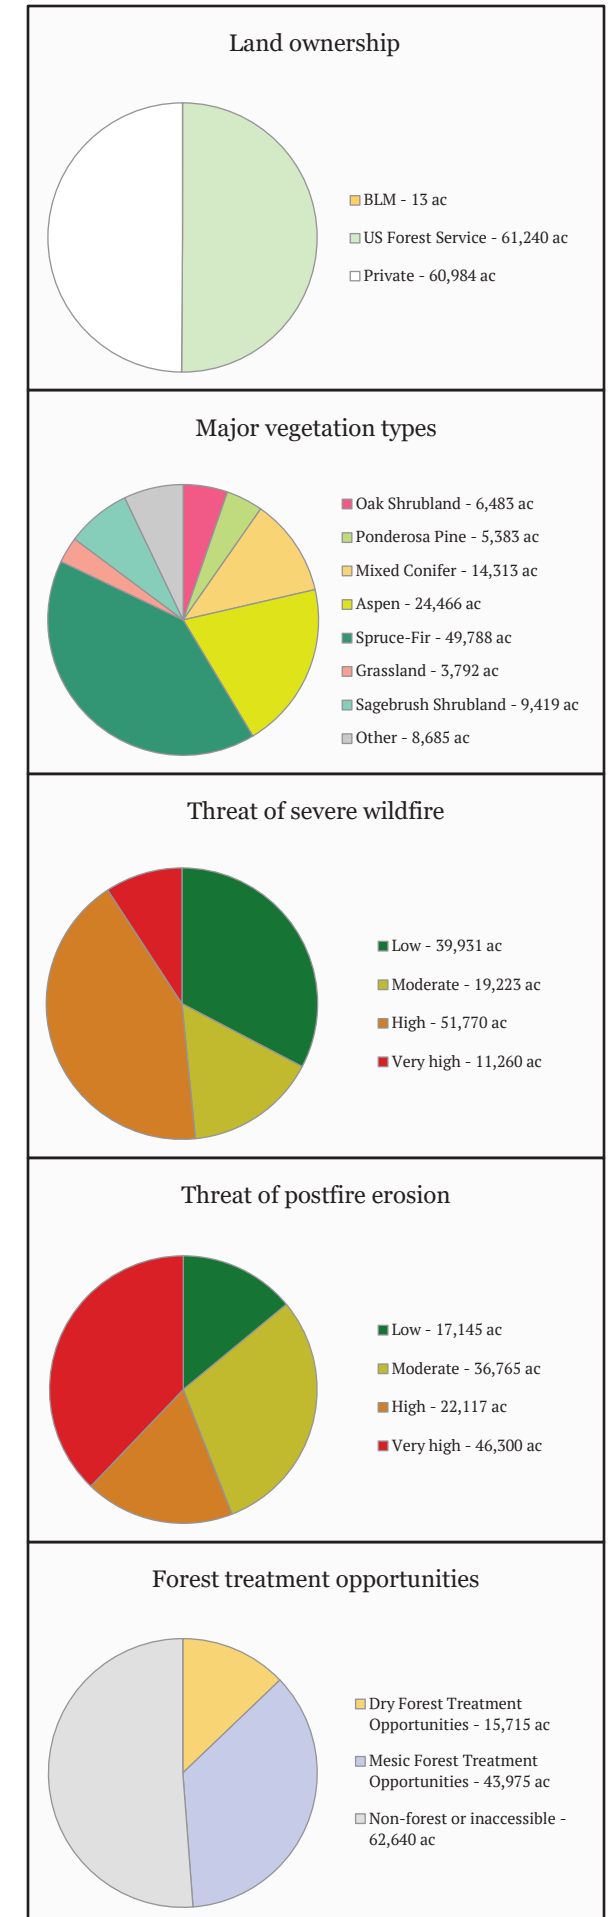 Land ownership
BLM - 13 ac
US Forest Service - 61,240 ac
Private - 60,984 ac
Major vegetation types
Oak Shrubland - 6,483 ac
Ponderosa Pine - 5,383 ac
Mixed Conifer - 14,313 ac
Aspen - 24,466 ac
Spruce-Fir - 49,788 ac
Grassland - 3,792 ac
Sagebrush Shrubland - 9,419 ac
Other - 8,685 ac
Threat of severe wildfire
Low - 39,931 ac
Moderate - 19,223 ac
High - 51,770 ac
Very high - 11,260 ac
Threat of postfire erosion
Low - 17,145 ac
Moderate - 36,765 ac
High - 22,117 ac
Very high - 46,300 ac
Forest treatment opportunities
Dry Forest Treatment
Opportunities - 15,715 ac
Mesic Forest Treatment
Opportunities - 43,975 ac
Non-forest or inaccessible -
62,640 ac